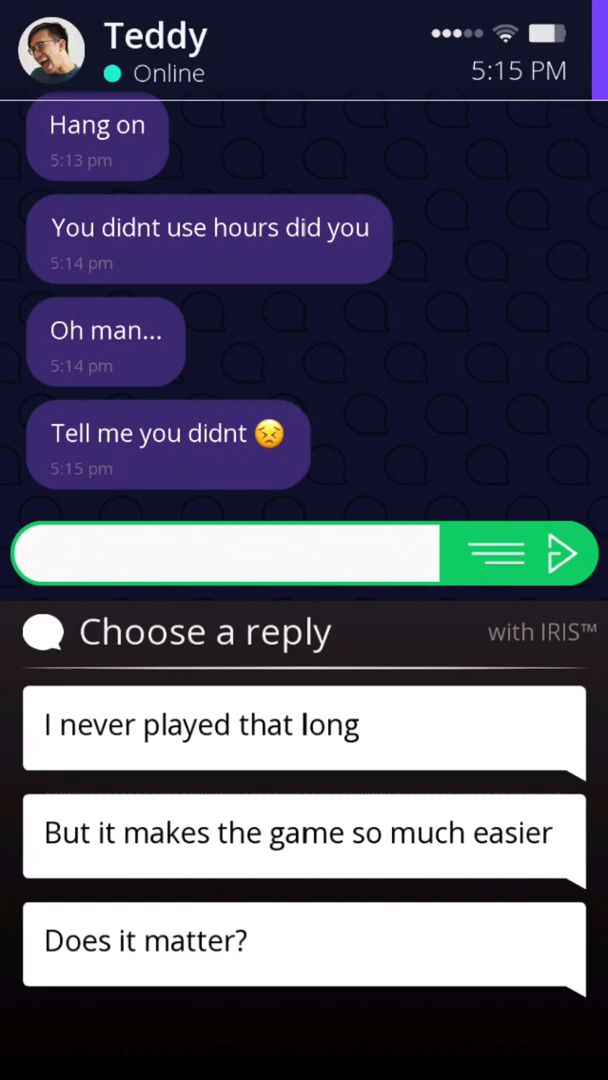 Teddy
Online
5:15 PM
Hang on
5:13 pm
You didnt use hours did you
5:14 pm
Oh man...
5:14 pm
Tell me you didnt 😣
5:15 pm
Choose a reply
with IRIS™
I never played that long
But it makes the game so much easier
Does it matter?